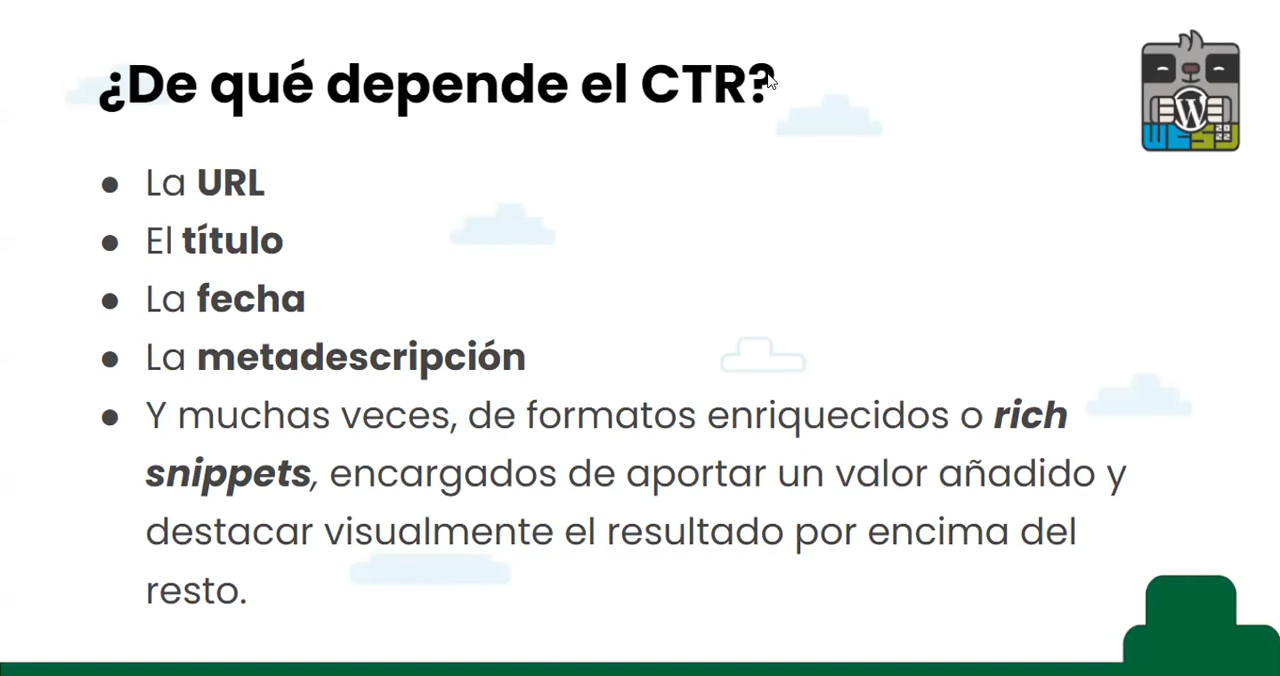 ¿De qué depende el CTR?
● La URL
● El título
● La fecha
● La metadescripción
● Y muchas veces, de formatos enriquecidos o rich
snippets, encargados de aportar un valor añadido y
destacar visualmente el resultado por encima del
resto.